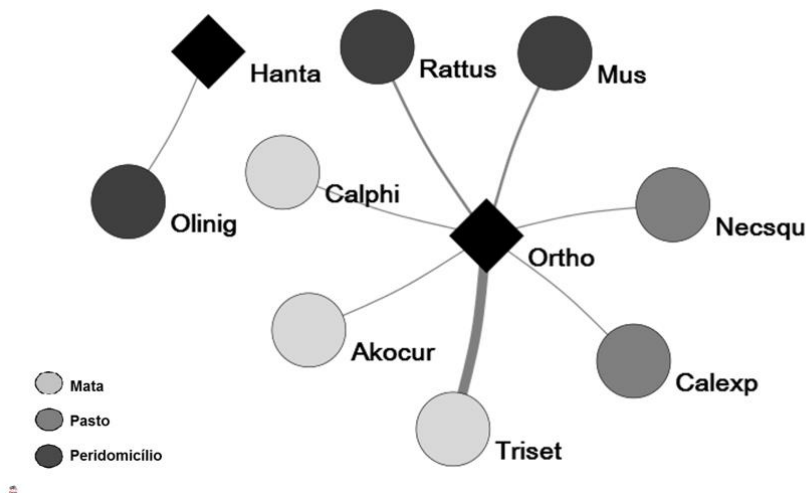 Hanta
Rattus
Mus
Calphi
Olinig
Necsqu
Ortho
Akocur
Calexp
Triset
Mata
Pasto
Peridomicílio